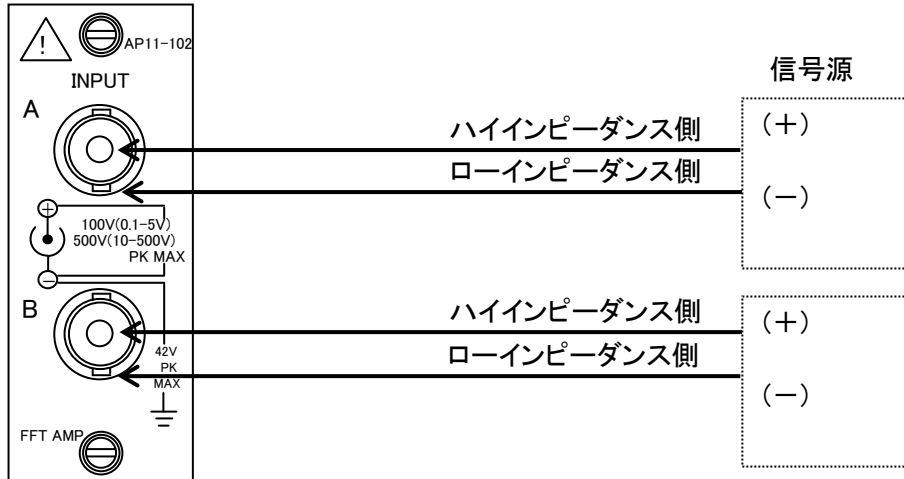 !
AP11-102
INPUT
A
+
100V(0.1-5V)
500V(10-500V)
PK MAX
−
B
42V
PK
MAX
FFT AMP
信号源
ハイインピーダンス側
(+)
ローインピーダンス側
(−)
ハイインピーダンス側
(+)
ローインピーダンス側
(−)